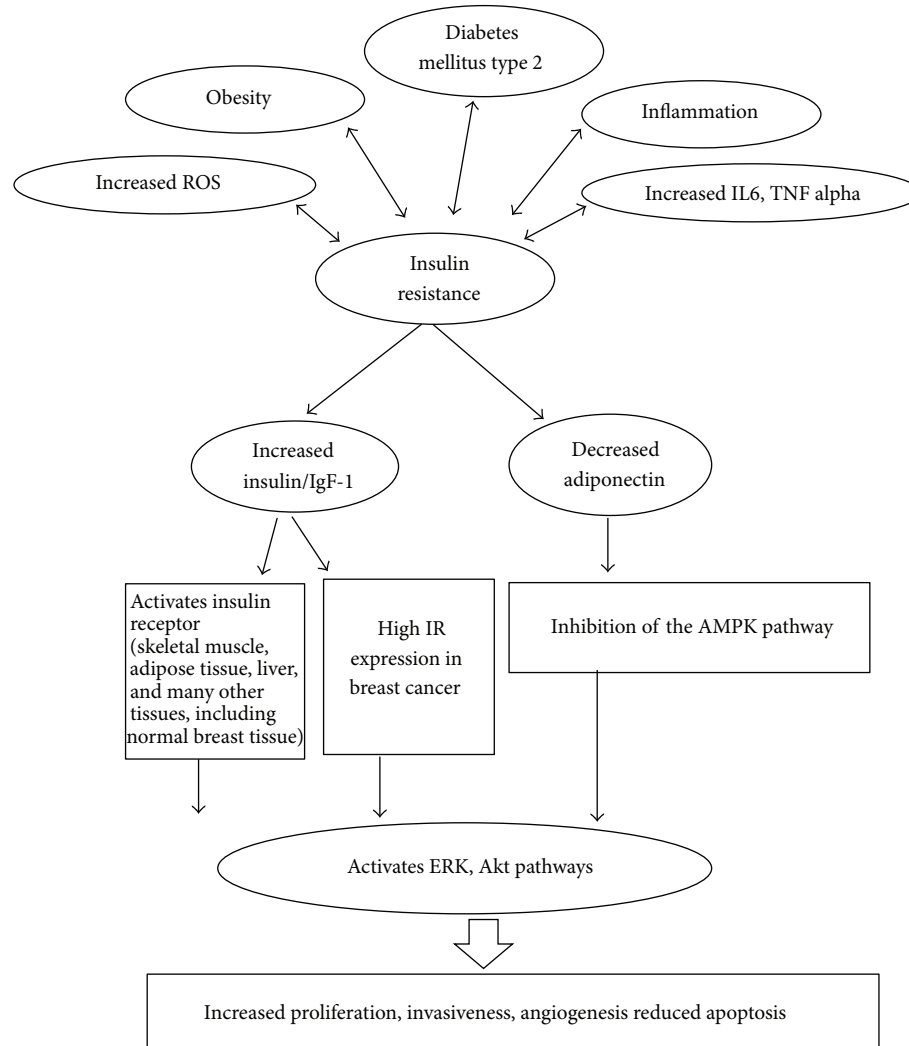 Diabetes
mellitus type 2
Obesity
Inflammation
Increased ROS
Increased IL6, TNF alpha
Insulin
resistance
Increased
insulin/IgF-1
Decreased
adiponectin
Activates insulin
receptor
(skeletal muscle,
adipose tissue, liver,
and many other
tissues, including
normal breast tissue)
High IR
expression in
breast cancer
Inhibition of the AMPK pathway
Activates ERK, Akt pathways
Increased proliferation, invasiveness, angiogenesis reduced apoptosis